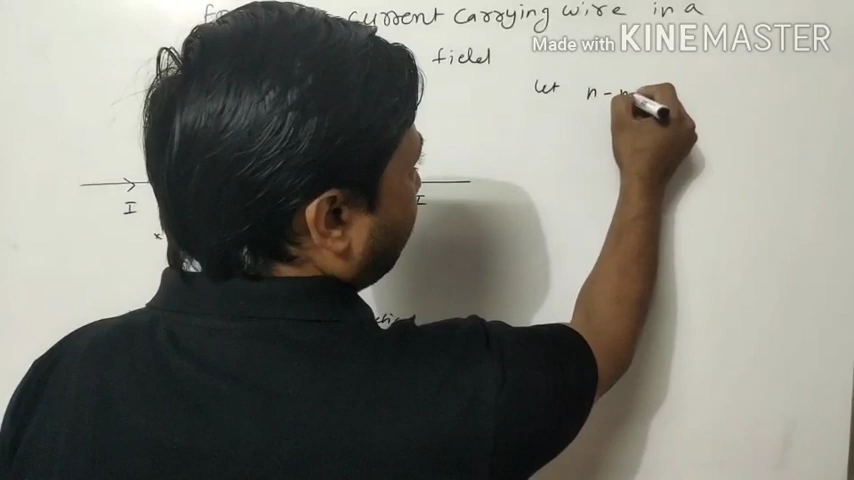 current carrying wire in a
field
Made with KINEMASTER
let n -
I
I
x